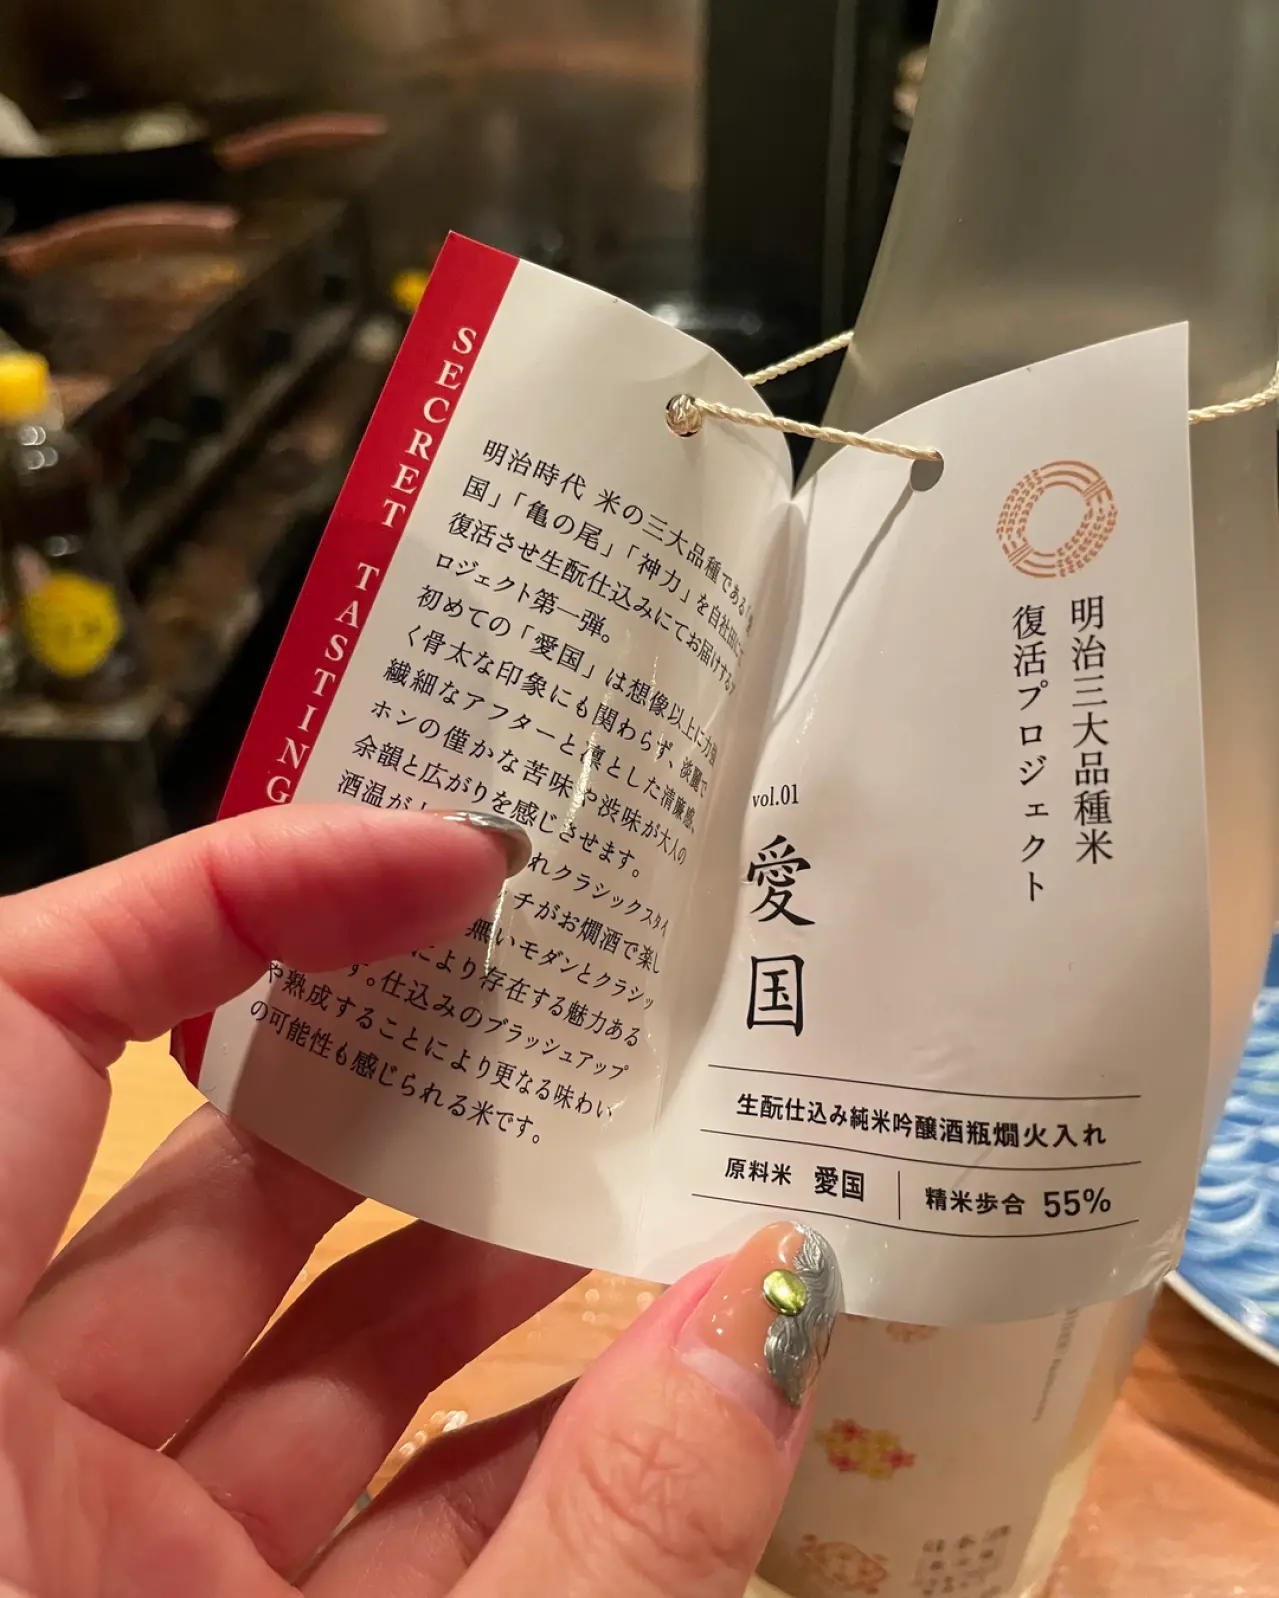 SECRET TASTING
明治時代 米の三大品種である「愛
国」「亀の尾」「神力」を自社田にて
復活させ生酛仕込みにてお届けするプ
ロジェクト第一弾。
初めての「愛国」は想像以上に力強
く骨太な印象にも関わらず、淡麗で
繊細なアフターと凛とした清廉感、
ホンの僅かな苦味や渋味が大人の
余韻と広がりを感じさせます。
酒温が上
れクラシックスタイ
チがお燗酒で楽し
無いモダンとクラシッ
により存在する魅力ある
す。仕込みのブラッシュアップ
や熟成することにより更なる味わい
の可能性も感じられる米です。
明治三大品種米
復活プロジェクト
vol.01
愛国
生酛仕込み純米吟醸酒瓶燗火入れ
原料米 愛国 精米歩合 55%